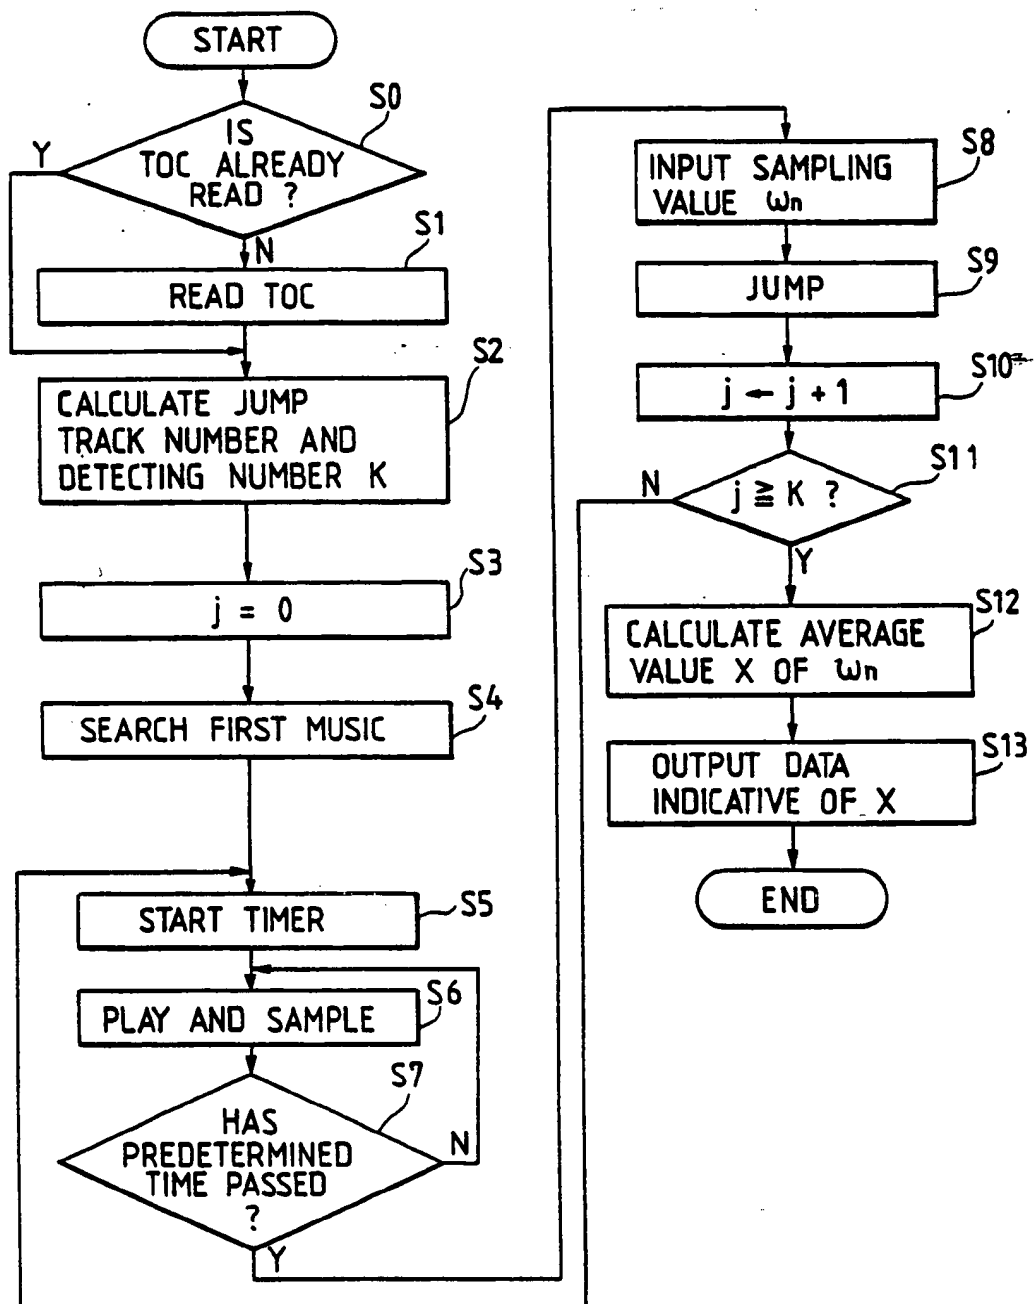 START
S0
IS
TOC ALREADY
READ ?
Y
N
S1
READ TOC
S2
CALCULATE JUMP
TRACK NUMBER AND
DETECTING NUMBER K
S3
j = 0
S4
SEARCH FIRST MUSIC
START TIMER
S5
S6
PLAY AND SAMPLE
S7
HAS
PREDETERMINED
TIME PASSED
?
N
Y
S8
INPUT SAMPLING
VALUE ωn
S9
JUMP
S10
j ← j + 1
S11
N
j ≧ K ?
Y
S12
CALCULATE AVERAGE
VALUE X OF ωn
S13
OUTPUT DATA
INDICATIVE OF X
END